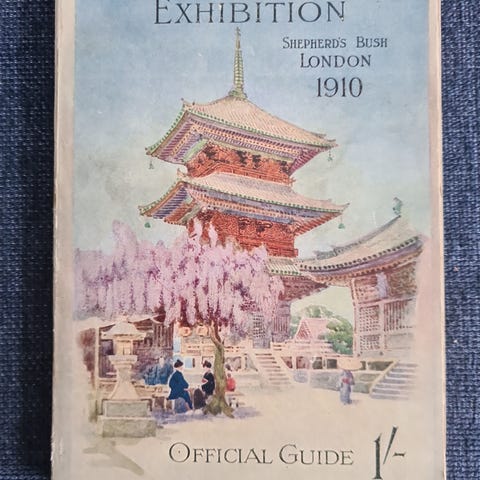 EXHIBITION
SHEPHERD'S BUSH
LONDON
1910
OFFICIAL GUIDE 1/-